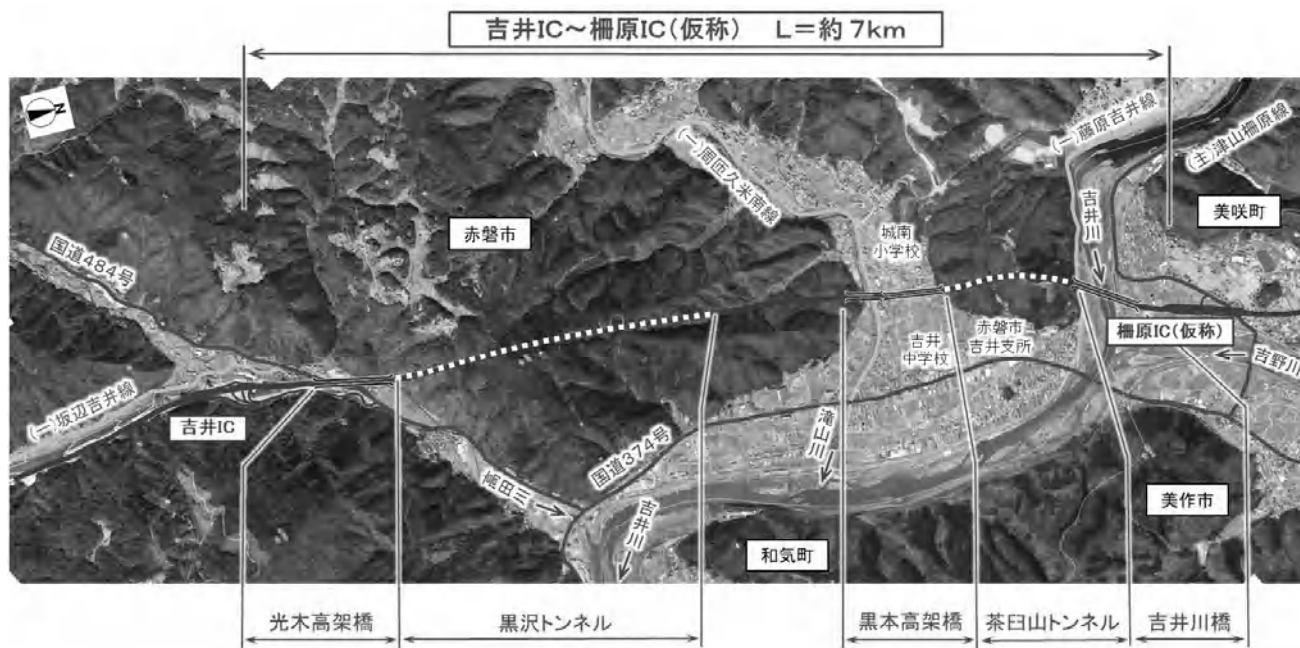 吉井IC～柵原IC(仮称)　L=約7km
N
(一)藤原吉井線
(主)津山柵原線
(一)周匝久米南線
吉井川
美咲町
赤磐市
城南
小学校
国道484号
柵原IC(仮称)
吉井
中学校
赤磐市
吉井支所
吉野川
(一)坂辺吉井線
吉井IC
滝山川
国道374号
吉井川
和気町
美作市
光木高架橋
黒沢トンネル
黒本高架橋
茶臼山トンネル
吉井川橋